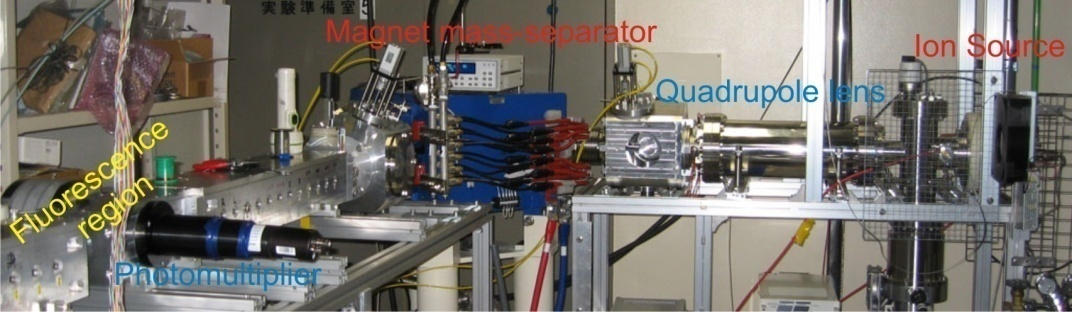 実験準備室
Magnet mass-separator
Ion Source
Quadrupole lens
Fluorescence
region
Photomultiplier